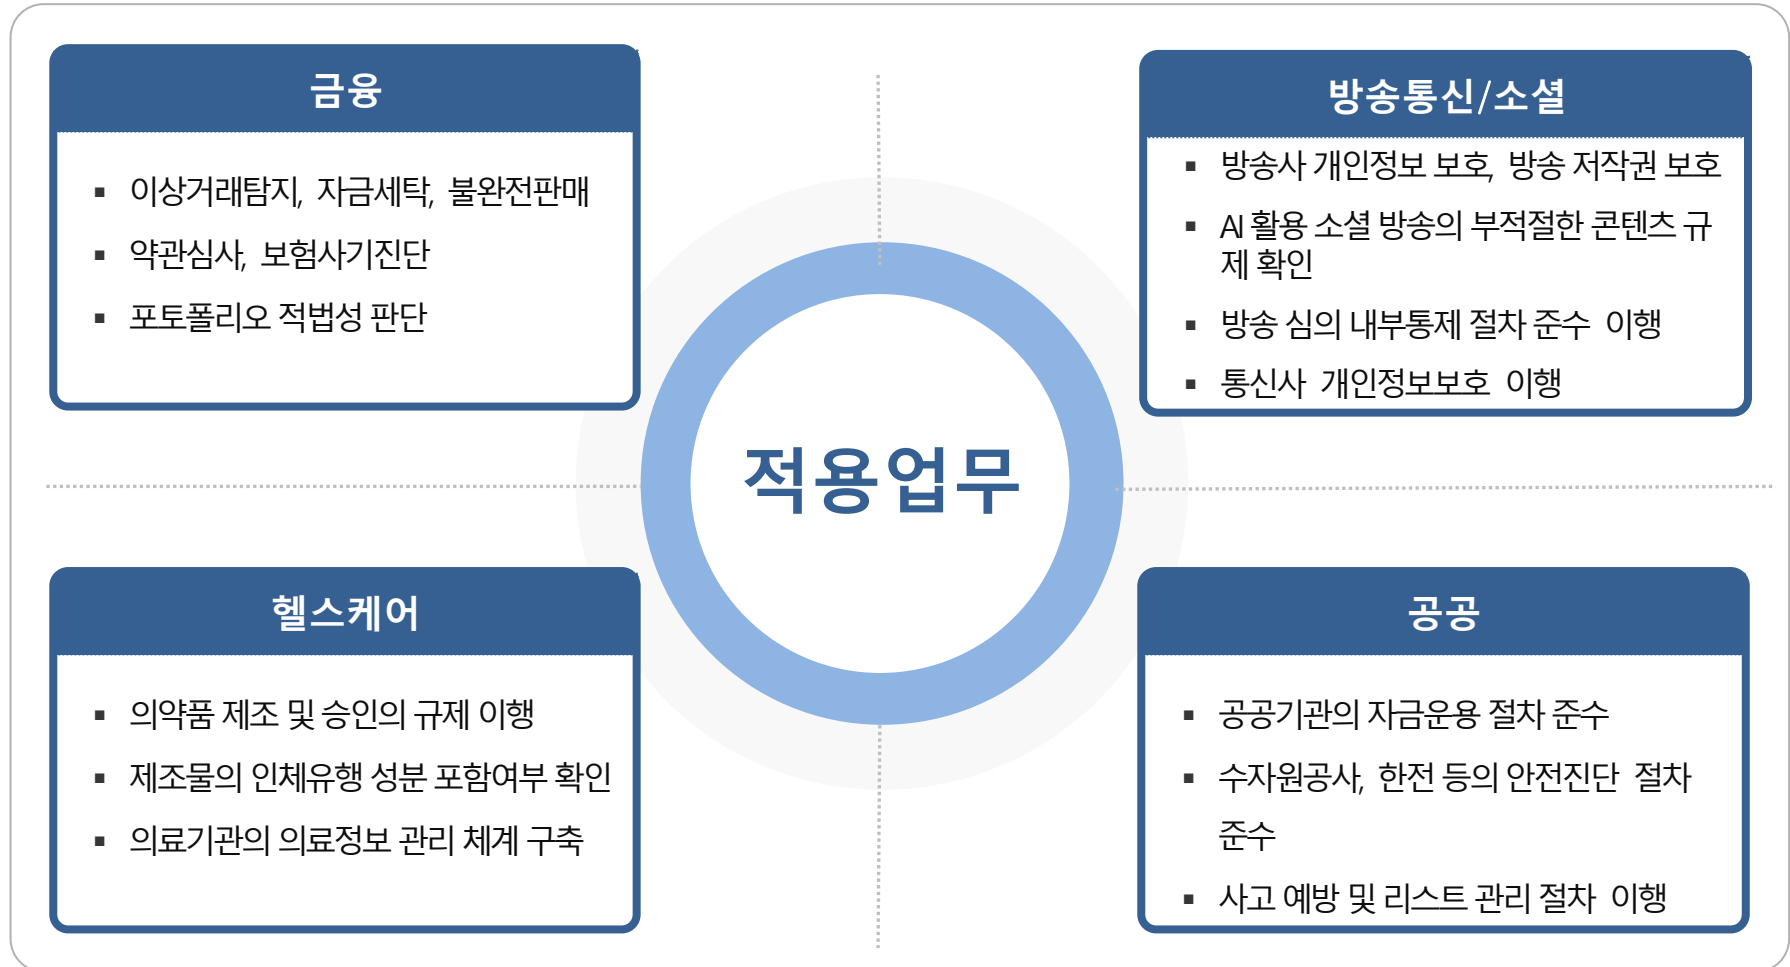 금융
이상거래탐지, 자금세탁, 불완전판매
약관심사, 보험사기진단
포토폴리오 적법성 판단
방송통신/소셜
방송사 개인정보 보호, 방송 저작권 보호
AI 활용 소셜 방송의 부적절한 콘텐츠 규
제 확인
방송 심의 내부통제 절차 준수 이행
통신사 개인정보보호 이행
적용업무
헬스케어
의약품 제조 및 승인의 규제 이행
제조물의 인체유행 성분 포함여부 확인
의료기관의 의료정보 관리 체계 구축
공공
공공기관의 자금운용 절차 준수
수자원공사, 한전 등의 안전진단 절차
준수
사고 예방 및 리스트 관리 절차 이행